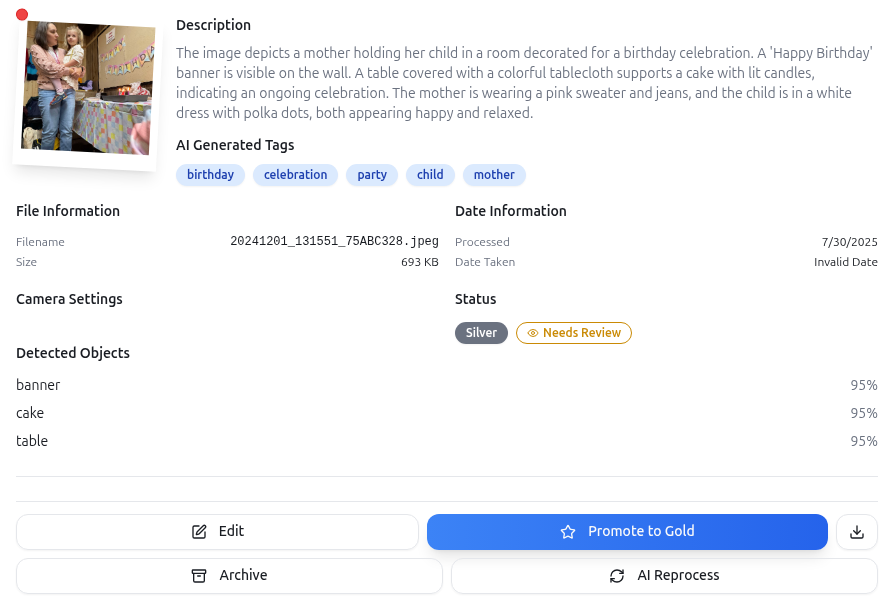 Description
The image depicts a mother holding her child in a room decorated for a birthday celebration. A 'Happy Birthday'
banner is visible on the wall. A table covered with a colorful tablecloth supports a cake with lit candles,
indicating an ongoing celebration. The mother is wearing a pink sweater and jeans, and the child is in a white
dress with polka dots, both appearing happy and relaxed.
AI Generated Tags
birthday celebration party child mother
File Information
Filename 20241201_131551_75ABC328.jpeg
Size 693 KB
Date Information
Processed 7/30/2025
Date Taken Invalid Date
Camera Settings
Status
Silver Needs Review
Detected Objects
banner 95%
cake 95%
table 95%
Edit Promote to Gold
Archive AI Reprocess